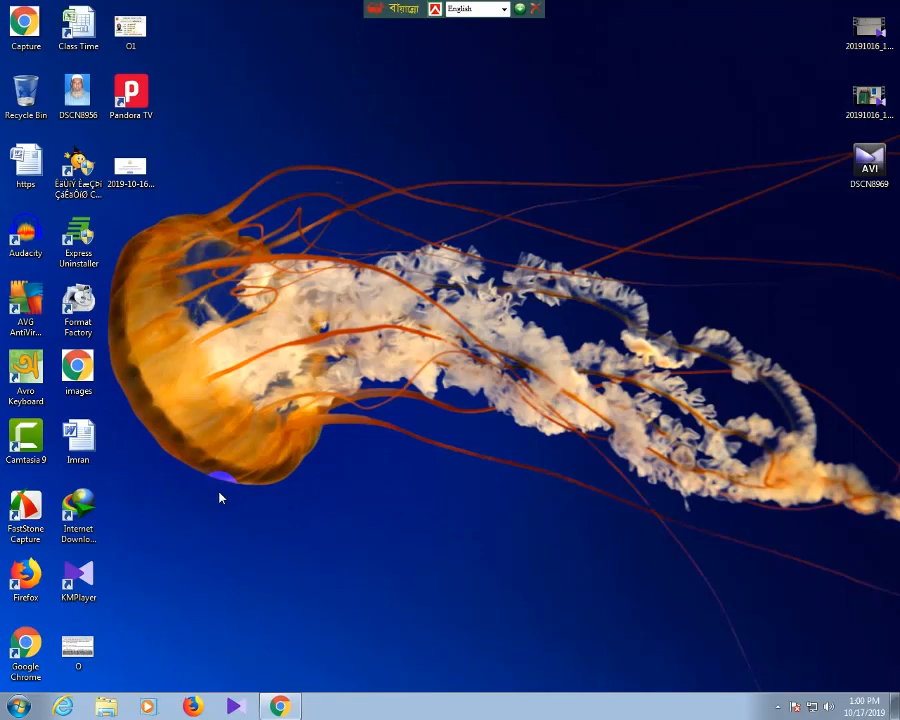 বাঁয়ান্নো
English
Capture
Class Time
O1
20191016_1...
Recycle Bin
DSCN8956
Pandora TV
20191016_1...
https
2019-10-16...
AVI
DSCN8969
Audacity
Express
Uninstaller
AVG
AntiVir...
Format
Factory
Avro
Keyboard
images
Camtasia 9
Imran
FastStone
Capture
Internet
Downlo...
Firefox
KMPlayer
Google
Chrome
O
1:00 PM
10/17/2019